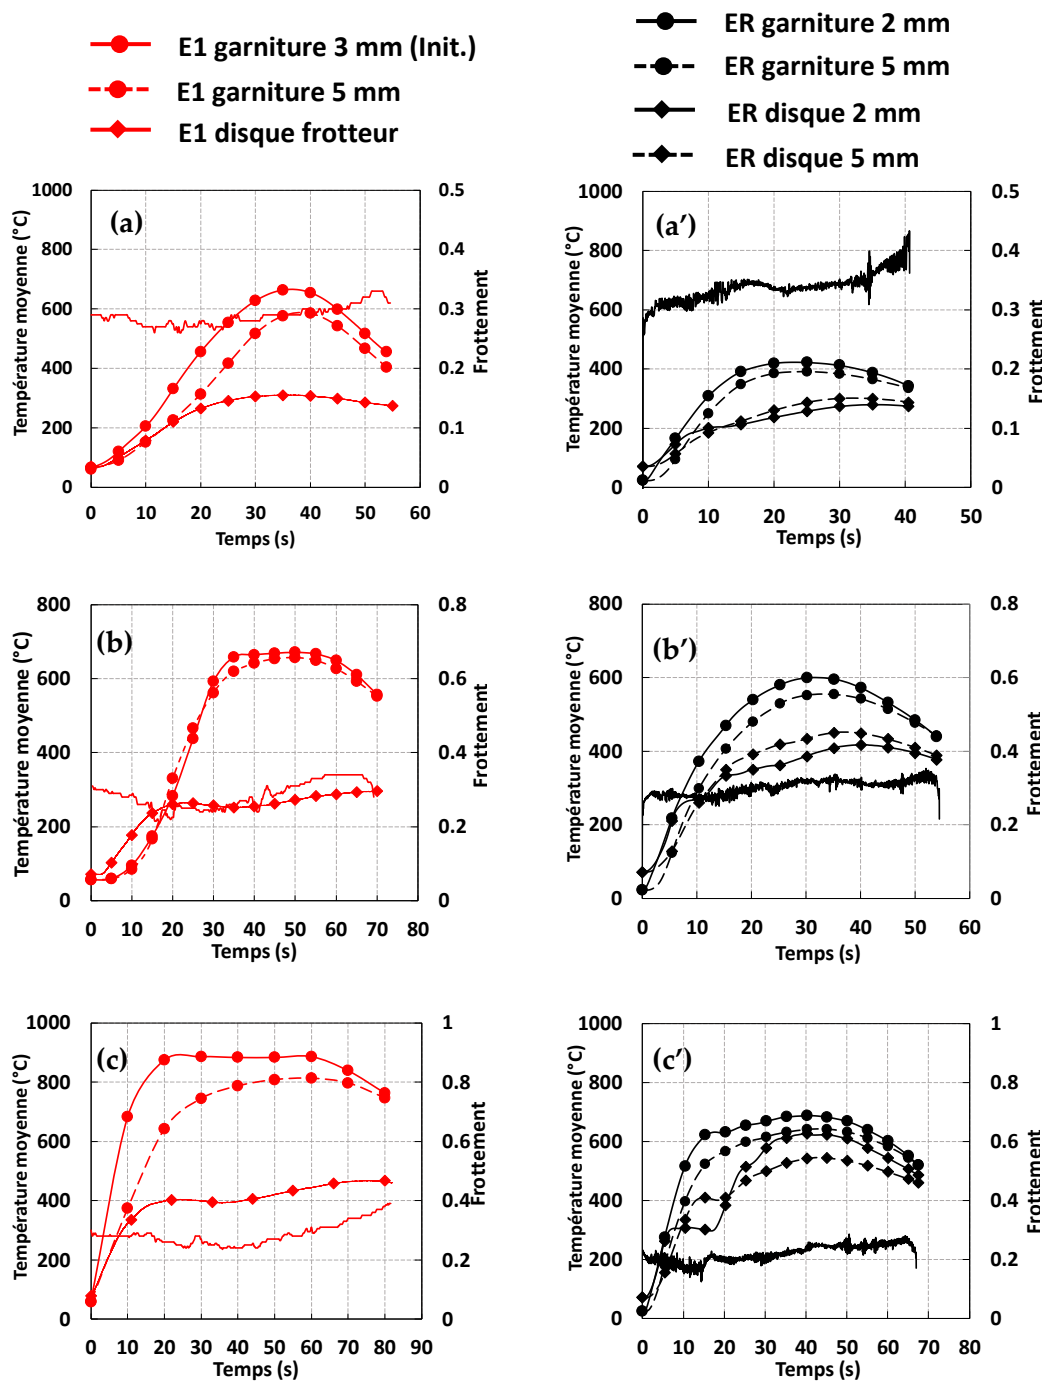 E1 garniture 3 mm (Init.)
E1 garniture 5 mm
E1 disque frotteur
ER garniture 2 mm
ER garniture 5 mm
ER disque 2 mm
ER disque 5 mm
(a)
Température moyenne (°C)
1000
800
600
400
200
0
0 10 20 30 40 50 60
Temps (s)
0.5
0.4
0.3
0.2
0.1
0
Frottement
(a')
Température moyenne (°C)
1000
800
600
400
200
0
0 10 20 30 40 50
Temps (s)
0.5
0.4
0.3
0.2
0.1
0
Frottement
(b)
Température moyenne (°C)
800
600
400
200
0
0 10 20 30 40 50 60 70 80
Temps (s)
0.8
0.6
0.4
0.2
0
Frottement
(b')
Température moyenne (°C)
800
600
400
200
0
0 10 20 30 40 50 60
Temps (s)
0.8
0.6
0.4
0.2
0
Frottement
(c)
Température moyenne (°C)
1000
800
600
400
200
0
0 10 20 30 40 50 60 70 80 90
Temps (s)
1
0.8
0.6
0.4
0.2
0
Frottement
(c')
Température moyenne (°C)
1000
800
600
400
200
0
0 10 20 30 40 50 60 70 80
Temps (s)
1
0.8
0.6
0.4
0.2
0
Frottement